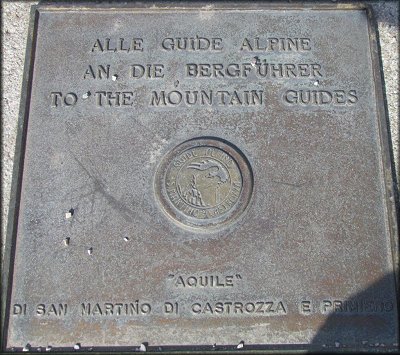 ALLE GUIDE ALPINE
AN DIE BERGFÜHRER
TO THE MOUNTAIN GUIDES
"AQUILE"
DI SAN MARTINO DI CASTROZZA E PRIMIERO